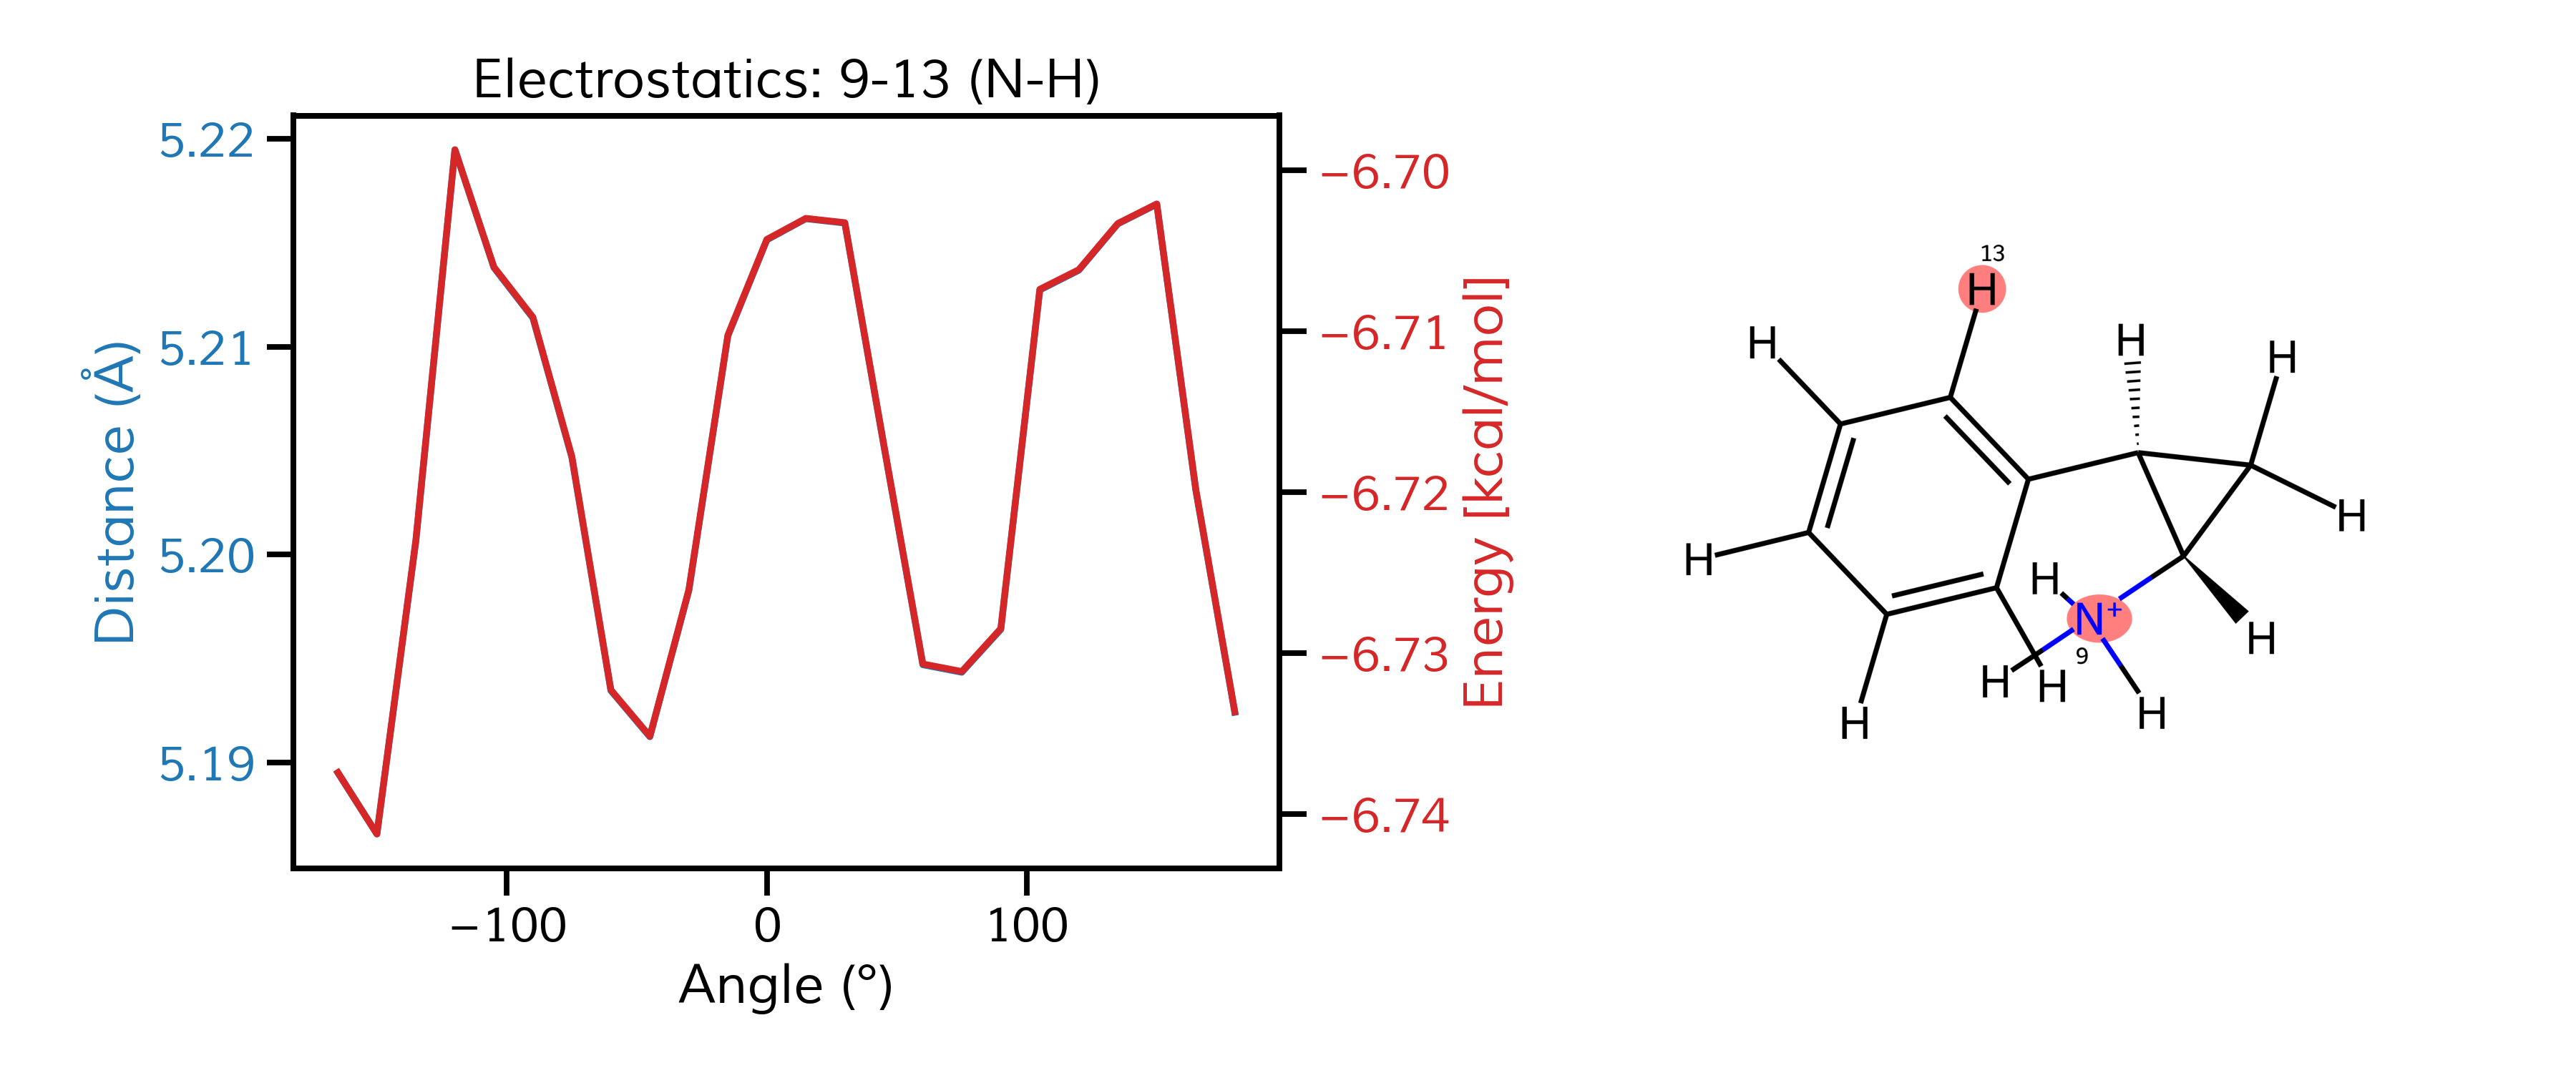 Electrostatics: 9-13 (N-H)
5.22
5.21
5.20
5.19
Distance (Å)
−6.70
−6.71
−6.72
−6.73
−6.74
Energy [kcal/mol]
−100
0
100
Angle (°)
13
H
H
H
H
H
H
H
H
N+
9
H
H
H
H
H